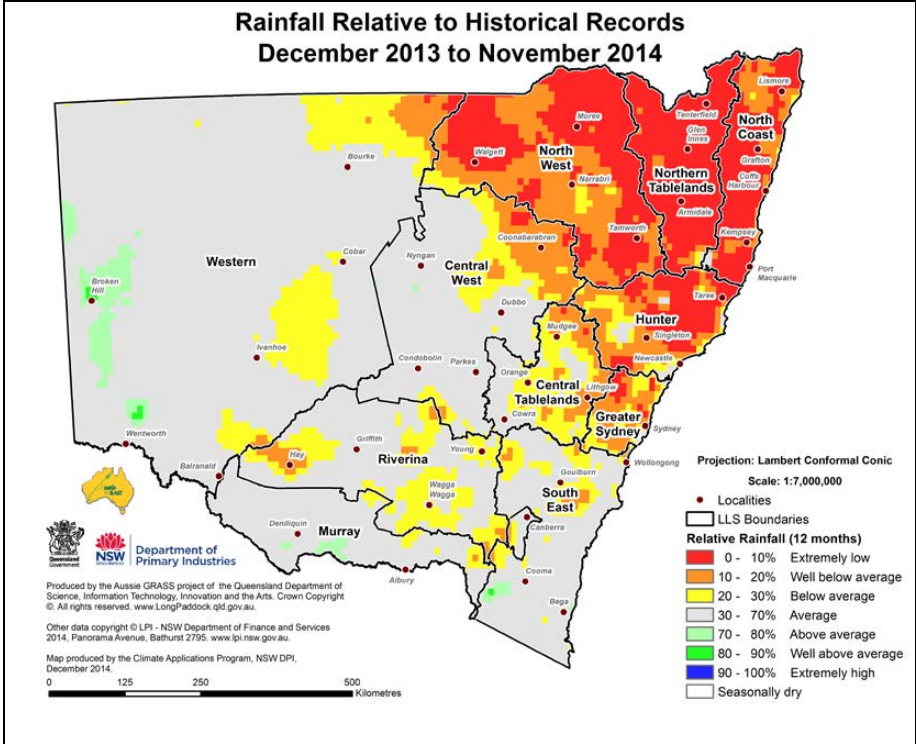 Rainfall Relative to Historical Records
December 2013 to November 2014
Lismore
Tenterfield
North
Coast
Moree
Glen
Innes
Walgett
North
West
Grafton
Bourke
Narrabri
Northern
Tablelands
Coffs
Harbour
Armidale
Coonabarabran
Tamworth
Kempsey
Western
Cobar
Nyngan
Central
West
Port
Macquarie
Broken
Hill
Dubbo
Taree
Hunter
Mudgee
Singleton
Ivanhoe
Condobolin
Parkes
Newcastle
Orange
Central
Tablelands
Lithgow
Cowra
Greater
Sydney
Sydney
Wentworth
Griffith
Young
Hay
Riverina
Wollongong
Balranald
Goulburn
Wagga
Wagga
South
East
Deniliquin
Murray
Canberra
Albury
Cooma
Bega
Projection: Lambert Conformal Conic
Scale: 1:7,000,000
Localities
LLS Boundaries
Relative Rainfall (12 months)
0 - 10% Extremely low
10 - 20% Well below average
20 - 30% Below average
30 - 70% Average
70 - 80% Above average
80 - 90% Well above average
90 - 100% Extremely high
Seasonally dry
Queensland
Government
NSW
GOVERNMENT
Department of
Primary Industries
Produced by the Aussie GRASS project of the Queensland Department of
Science, Information Technology, Innovation and the Arts. Crown Copyright
©. All rights reserved. www.LongPaddock.qld.gov.au.
Other data copyright © LPI - NSW Department of Finance and Services
2014, Panorama Avenue, Bathurst 2795. www.lpi.nsw.gov.au.
Map produced by the Climate Applications Program, NSW DPI,
December 2014.
0 125 250 500
Kilometres